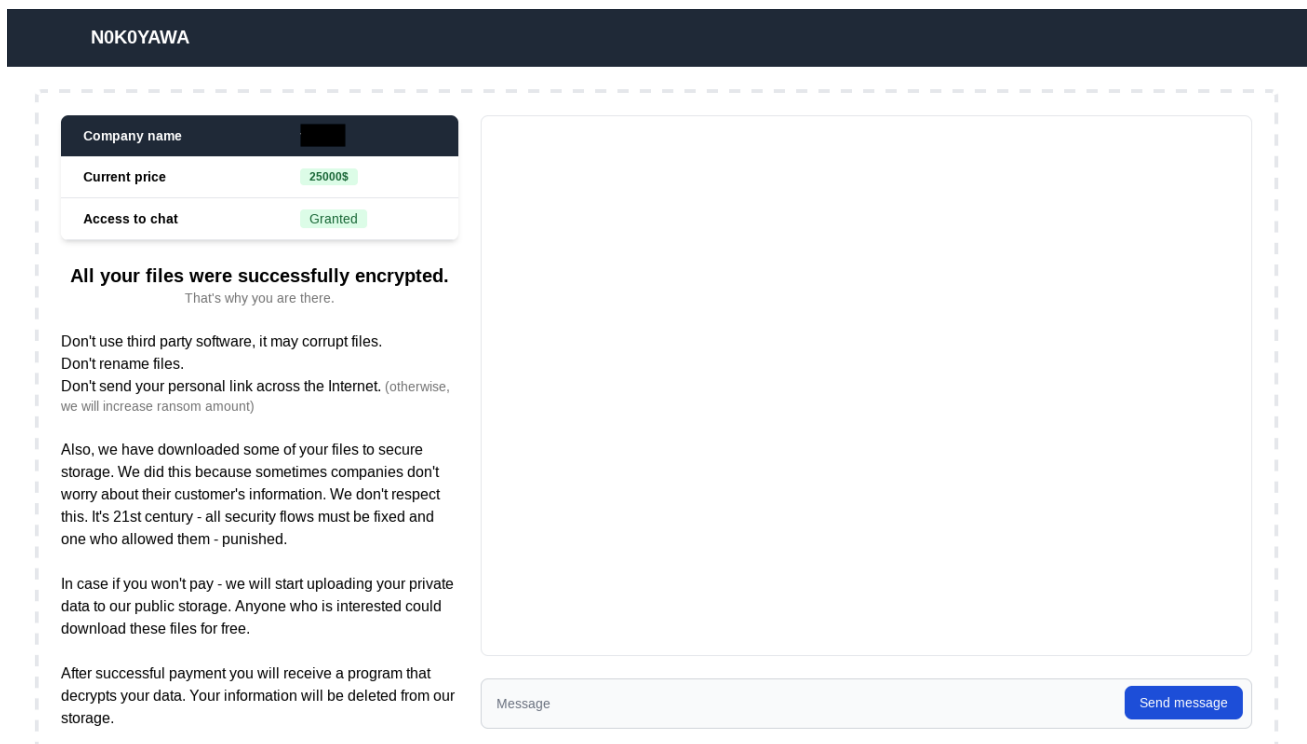 N0K0YAWA
Company name
Current price 25000$
Access to chat Granted
All your files were successfully encrypted.
That's why you are there.
Don't use third party software, it may corrupt files.
Don't rename files.
Don't send your personal link across the Internet. (otherwise,
we will increase ransom amount)
Also, we have downloaded some of your files to secure
storage. We did this because sometimes companies don't
worry about their customer's information. We don't respect
this. It's 21st century - all security flows must be fixed and
one who allowed them - punished.
In case if you won't pay - we will start uploading your private
data to our public storage. Anyone who is interested could
download these files for free.
After successful payment you will receive a program that
decrypts your data. Your information will be deleted from our
storage.
Message
Send message